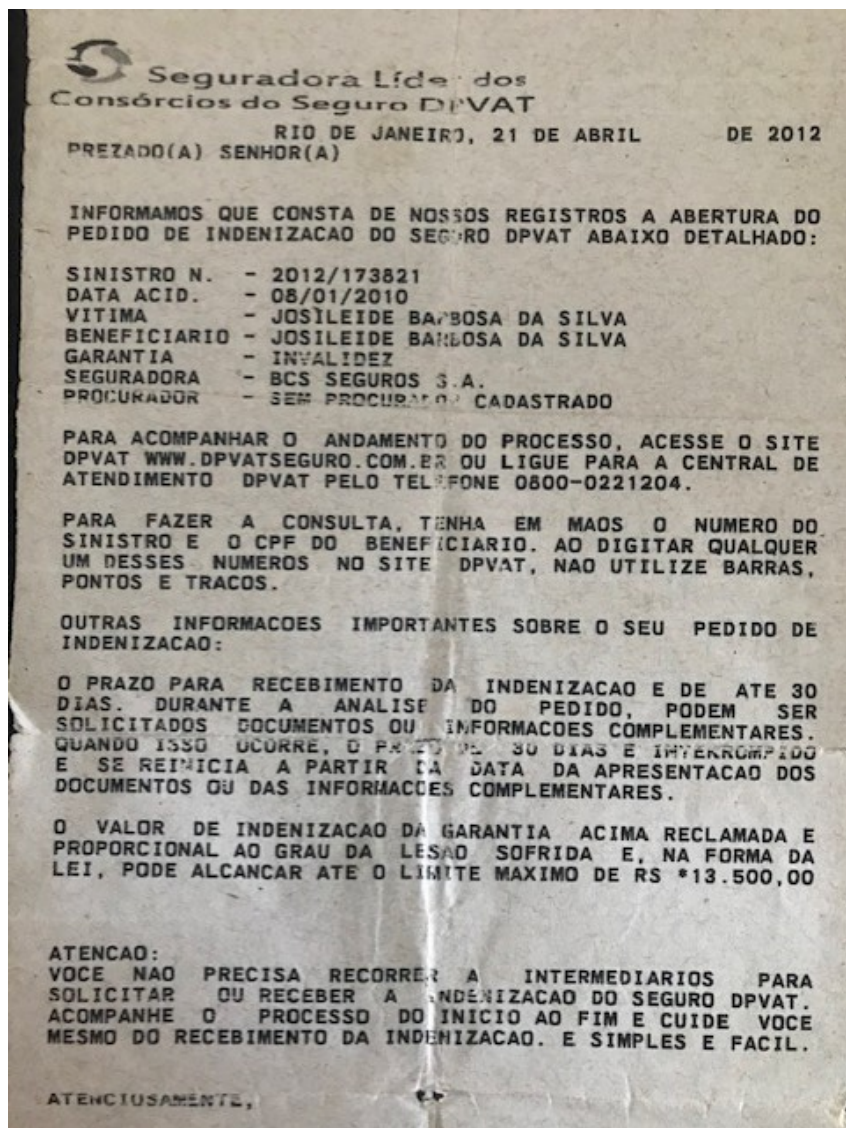 Seguradora Líder dos
Consórcios do Seguro DPVAT
RIO DE JANEIRO, 21 DE ABRIL DE 2012
PREZADO(A) SENHOR(A)
INFORMAMOS QUE CONSTA DE NOSSOS REGISTROS A ABERTURA DO
PEDIDO DE INDENIZACAO DO SEGURO DPVAT ABAIXO DETALHADO:
SINISTRO N. - 2012/173821
DATA ACID. - 08/01/2010
VITIMA - JOSILEIDE BARBOSA DA SILVA
BENEFICIARIO - JOSILEIDE BARBOSA DA SILVA
GARANTIA - INVALIDEZ
SEGURADORA - BCS SEGUROS S.A.
PROCURADOR - SEM PROCURADOR CADASTRADO
PARA ACOMPANHAR O ANDAMENTO DO PROCESSO, ACESSE O SITE
DPVAT WWW.DPVATSEGURO.COM.BR OU LIGUE PARA A CENTRAL DE
ATENDIMENTO DPVAT PELO TELEFONE 0800-0221204.
PARA FAZER A CONSULTA, TENHA EM MAOS O NUMERO DO
SINISTRO E O CPF DO BENEFICIARIO. AO DIGITAR QUALQUER
UM DESSES NUMEROS NO SITE DPVAT, NAO UTILIZE BARRAS,
PONTOS E TRACOS.
OUTRAS INFORMACOES IMPORTANTES SOBRE O SEU PEDIDO DE
INDENIZACAO:
O PRAZO PARA RECEBIMENTO DA INDENIZACAO E DE ATE 30
DIAS. DURANTE A ANALISE DO PEDIDO, PODEM SER
SOLICITADOS DOCUMENTOS OU INFORMACOES COMPLEMENTARES.
QUANDO ISSO OCORRE, O PRAZO DE 30 DIAS E INTERROMPIDO
E SE REINICIA A PARTIR DA DATA DA APRESENTACAO DOS
DOCUMENTOS OU DAS INFORMACOES COMPLEMENTARES.
O VALOR DE INDENIZACAO DA GARANTIA ACIMA RECLAMADA E
PROPORCIONAL AO GRAU DA LESAO SOFRIDA E, NA FORMA DA
LEI, PODE ALCANCAR ATE O LIMITE MAXIMO DE RS *13.500,00
ATENCAO:
VOCE NAO PRECISA RECORRER A INTERMEDIARIOS PARA
SOLICITAR OU RECEBER A INDENIZACAO DO SEGURO DPVAT.
ACOMPANHE O PROCESSO DO INICIO AO FIM E CUIDE VOCE
MESMO DO RECEBIMENTO DA INDENIZACAO. E SIMPLES E FACIL.
ATENCIOSAMENTE,